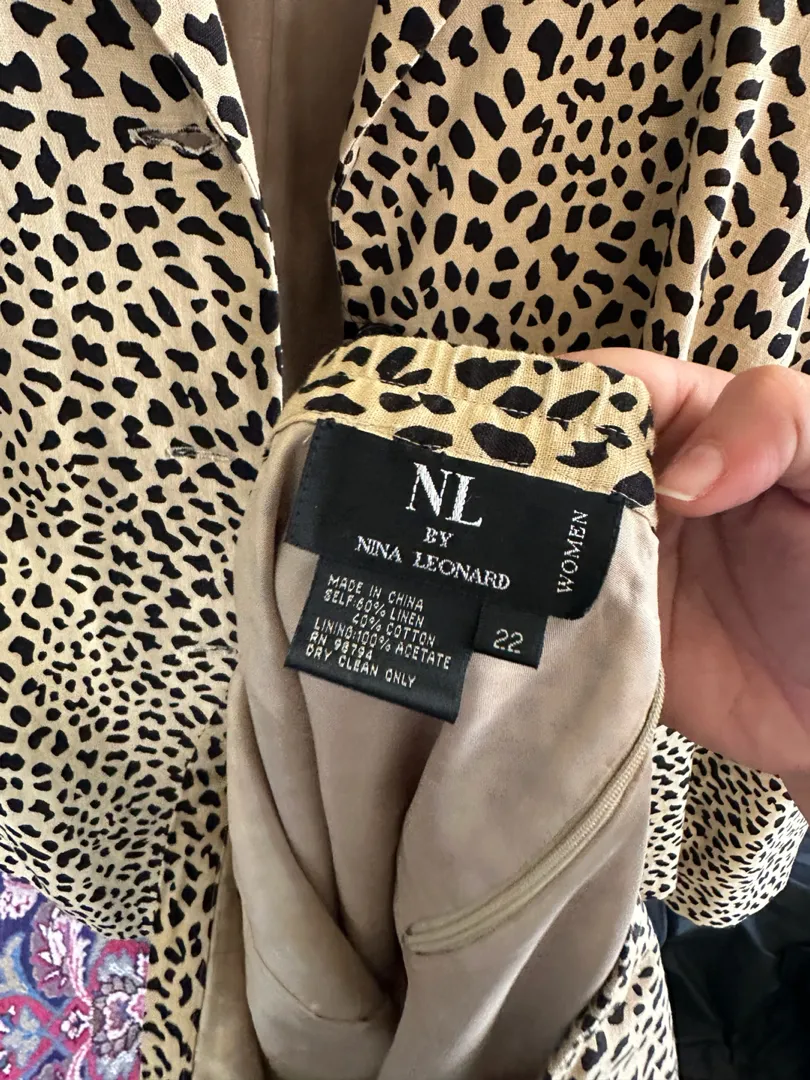 NL
BY
NINA LEONARD
WOMEN
MADE IN CHINA
SELF:60% LINEN
40% COTTON
LINING:100% ACETATE
RN 98794
DRY CLEAN ONLY
22